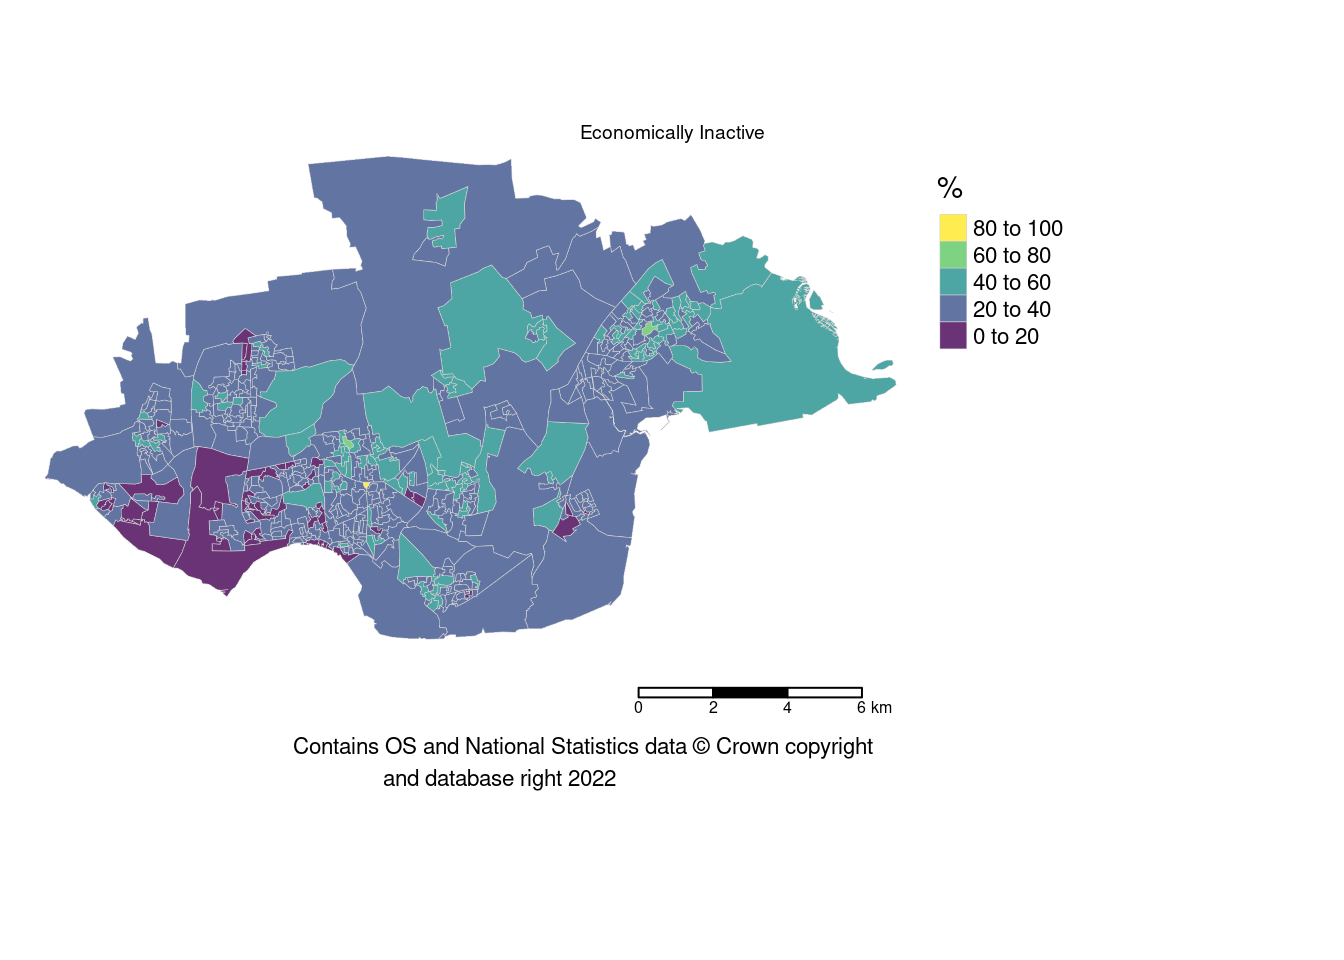 Economically Inactive
%
80 to 100
60 to 80
40 to 60
20 to 40
0 to 20
0 2 4 6 km
Contains OS and National Statistics data © Crown copyright
and database right 2022